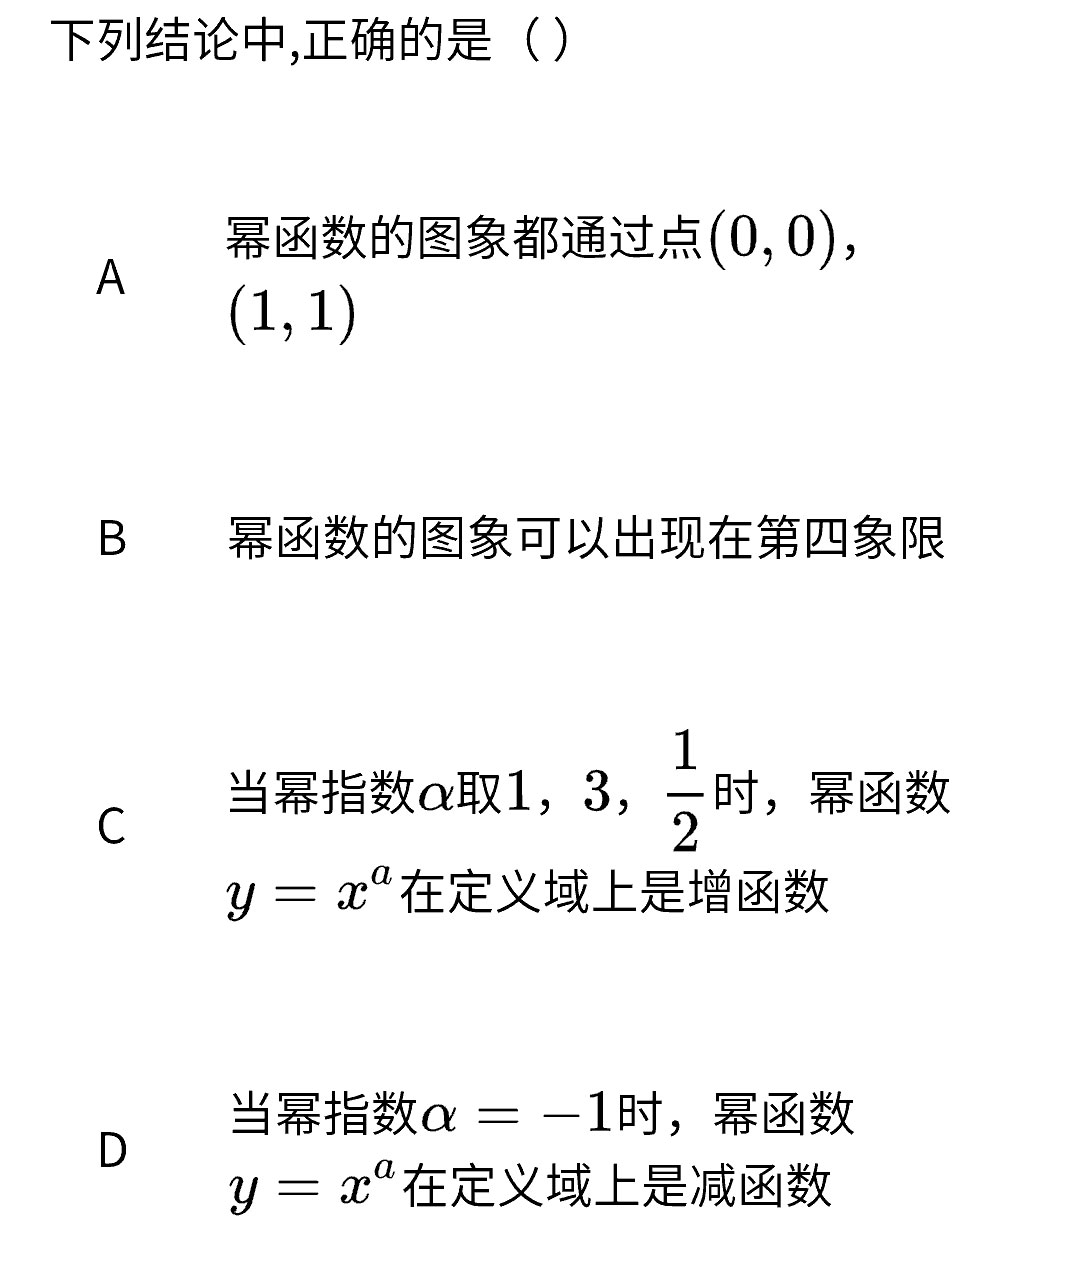 下列结论中,正确的是（ ）
A 幂函数的图象都通过点(0, 0)，
(1, 1)
B 幂函数的图象可以出现在第四象限
C 当幂指数α取1，3，1/2时，幂函数
y = x^a在定义域上是增函数
D 当幂指数α = −1时，幂函数
y = x^a在定义域上是减函数